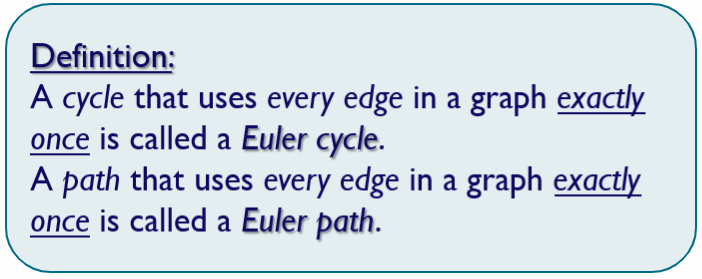 Definition:
A cycle that uses every edge in a graph exactly
once is called a Euler cycle.
A path that uses every edge in a graph exactly
once is called a Euler path.